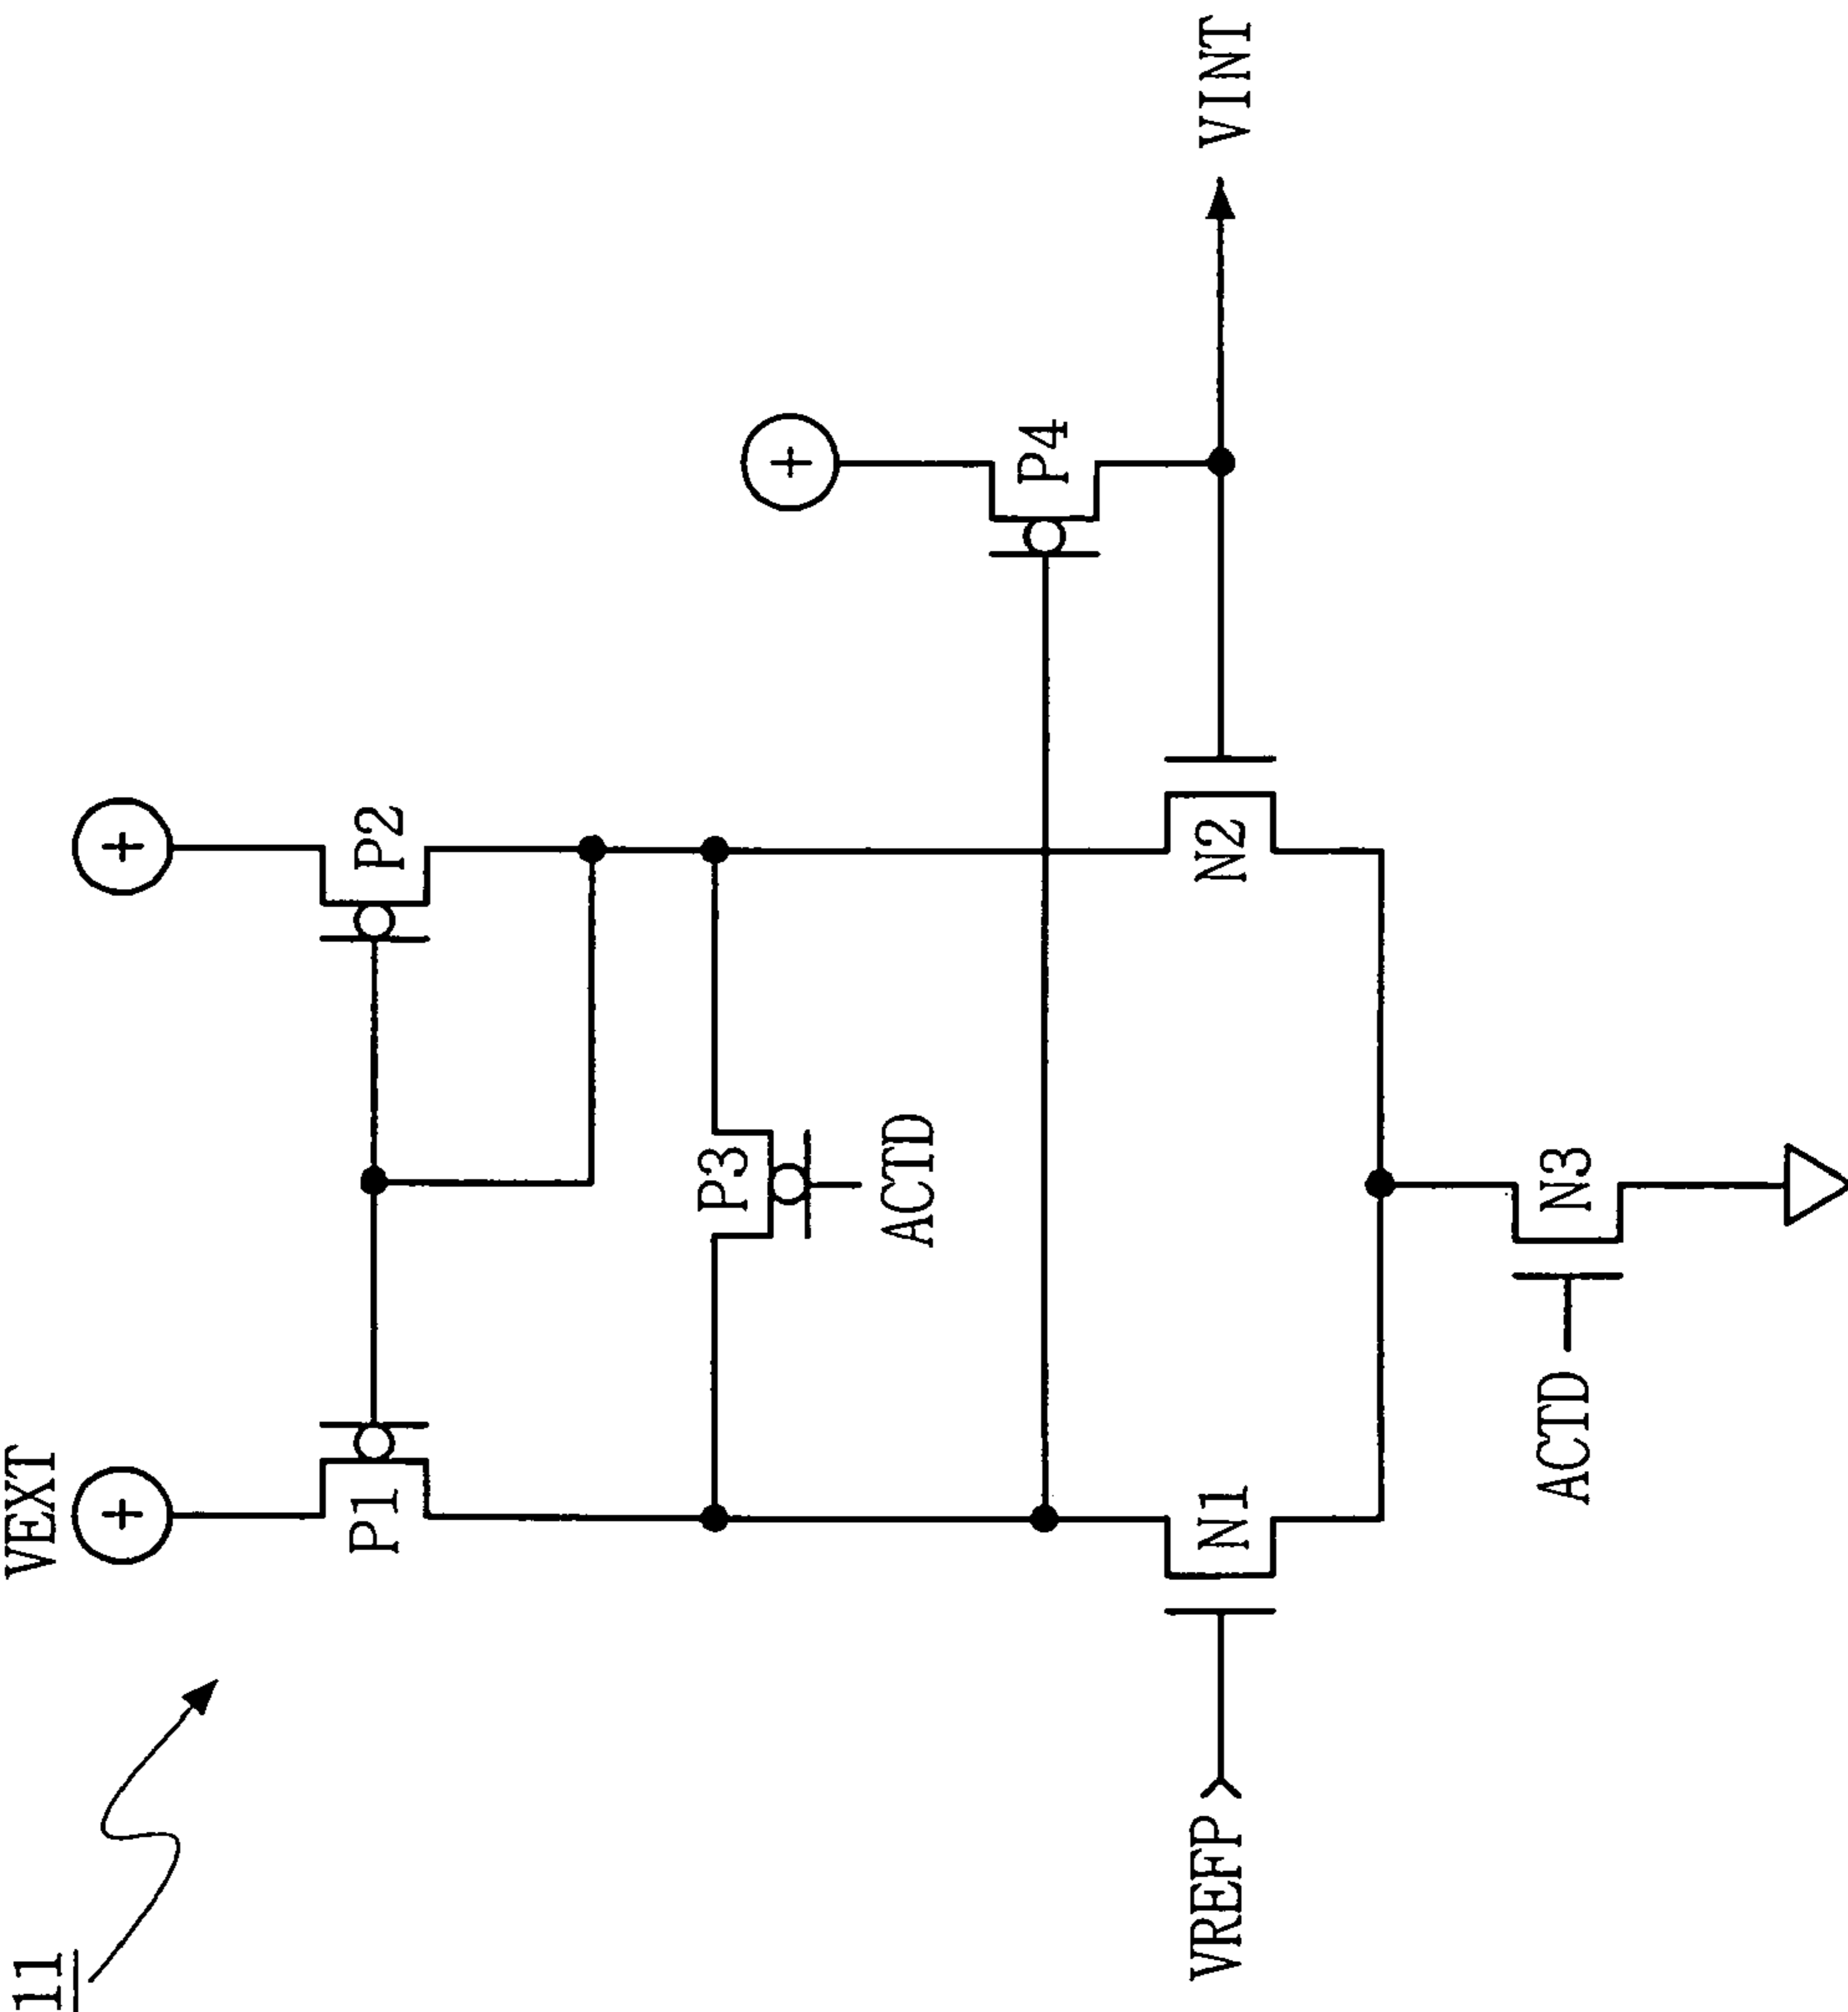 11
VEXT
P1
P2
P3
ACTD
P4
VREFP
N1
N2
VINT
ACTD
N3